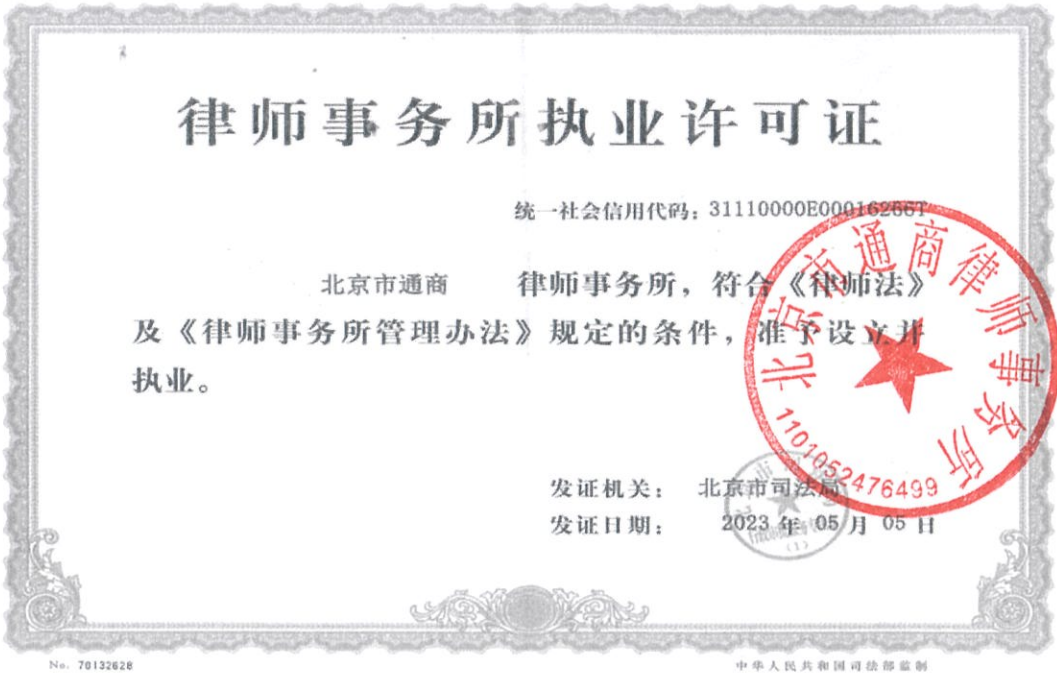 律师事务所执业许可证
统一社会信用代码：31110000E00016266T
北京市通商 律师事务所，符合《律师法》
及《律师事务所管理办法》规定的条件，准予设立并
执业。
北京市通商律师事务所
1101052476499
发证机关： 北京市司法局
发证日期： 2023 年 05 月 05 日
(1)
No. 70132628
中华人民共和国司法部监制